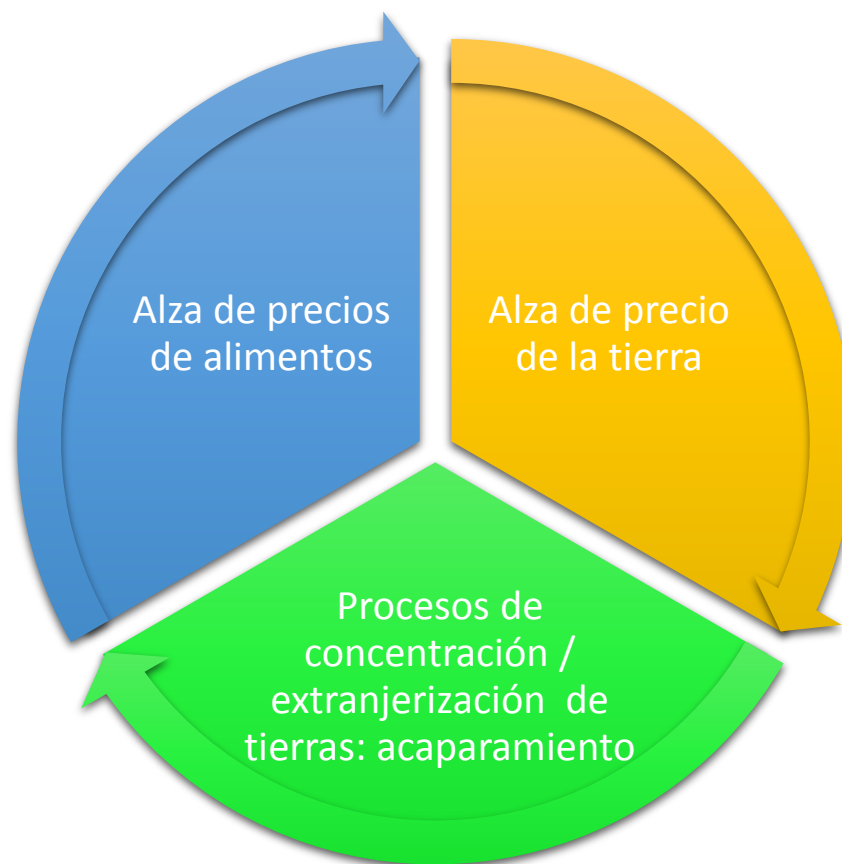 Alza de precios
de alimentos
Alza de precio
de la tierra
Procesos de
concentración /
extranjerización  de
tierras: acaparamiento